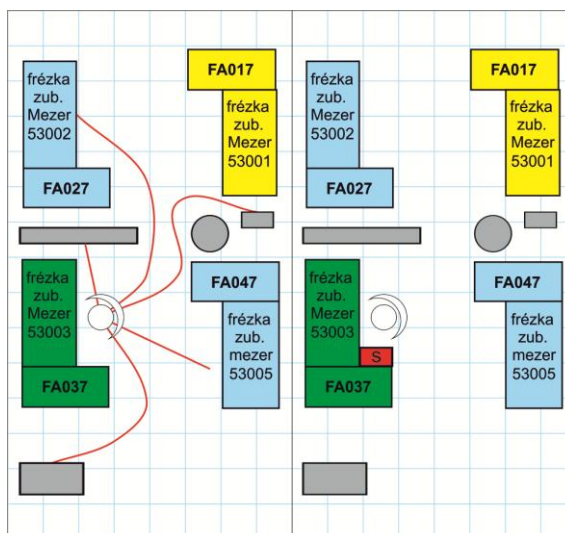 frézka
zub.
Mezer
53002
FA027
FA017
frézka
zub.
Mezer
53001
frézka
zub.
Mezer
53003
FA037
FA047
frézka
zub.
mezer
53005
frézka
zub.
Mezer
53002
FA027
FA017
frézka
zub.
Mezer
53001
frézka
zub.
Mezer
53003
S
FA037
FA047
frézka
zub.
mezer
53005